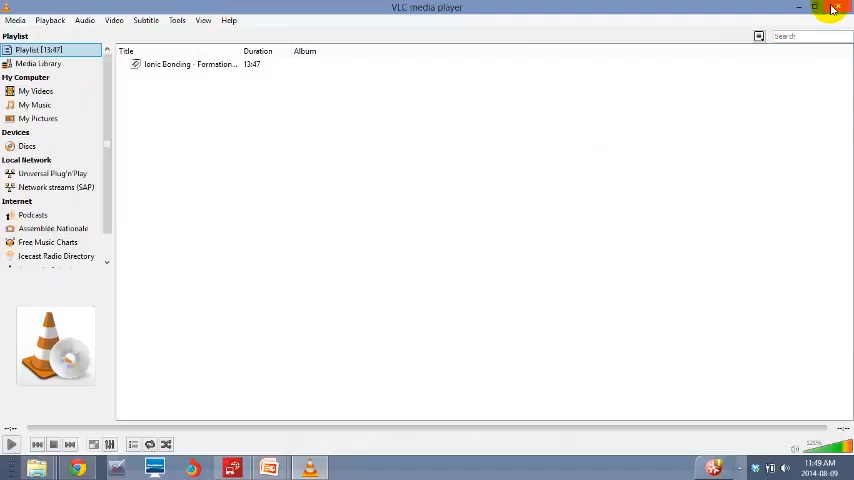 VLC media player
Media Playback Audio Video Subtitle Tools View Help
Playlist
Search
Playlist [13:47]
Media Library
My Computer
My Videos
My Music
My Pictures
Devices
Discs
Local Network
Universal Plug'n'Play
Network streams (SAP)
Internet
Podcasts
Assemblée Nationale
Free Music Charts
Icecast Radio Directory
Title Duration Album
Ionic Bonding - Formation... 13:47
--:-- --:--
125%
11:49 AM
2014-08-09